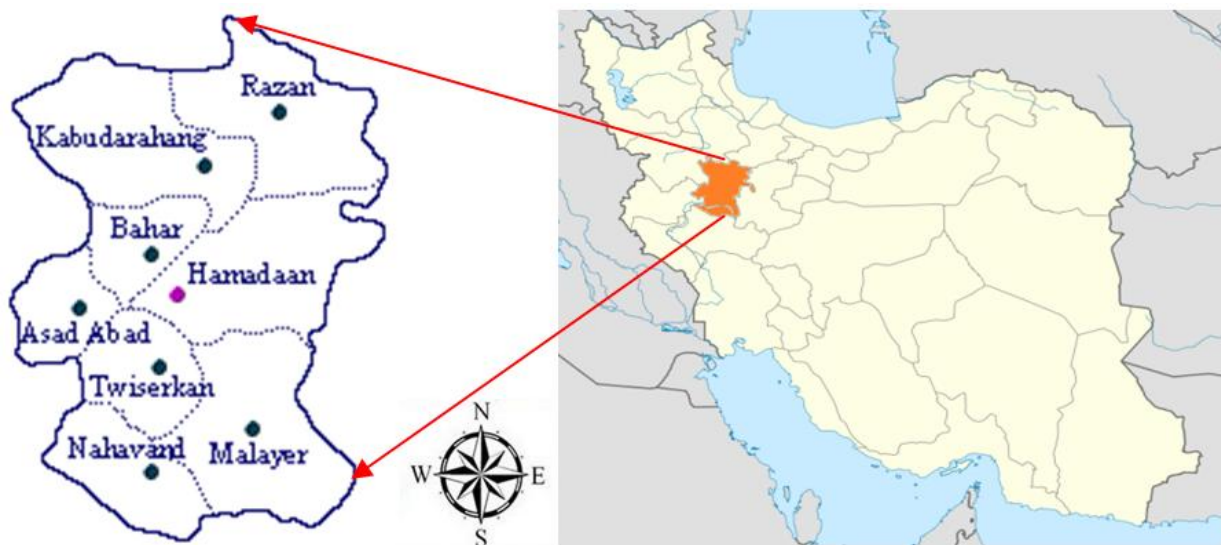 Razan
Kabudarahang
Bahar
Hamadaan
Asad Abad
Twiserkan
Nahavand
Malayer
N
W
E
S